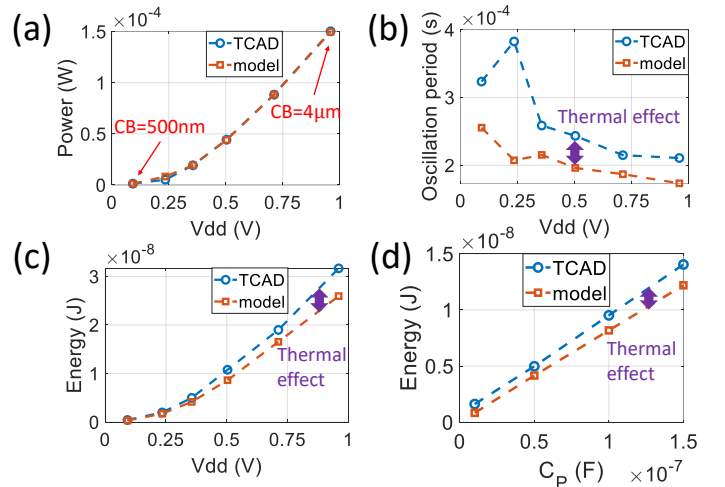 (a)
×10⁻⁴
1.5
1
0.5
0
Power (W)
TCAD
model
CB=500nm
CB=4μm
0
0.25
0.5
0.75
1
Vdd (V)
(b)
×10⁻⁴
4
3
2
Oscillation period (s)
TCAD
model
Thermal effect
0
0.25
0.5
0.75
1
Vdd (V)
(c)
×10⁻⁸
3
2
1
0
Energy (J)
TCAD
model
Thermal
effect
0
0.25
0.5
0.75
1
Vdd (V)
(d)
×10⁻⁸
1.5
1
0.5
0
Energy (J)
TCAD
model
Thermal
effect
0
0.5
1
1.5
C_P (F)
×10⁻⁷